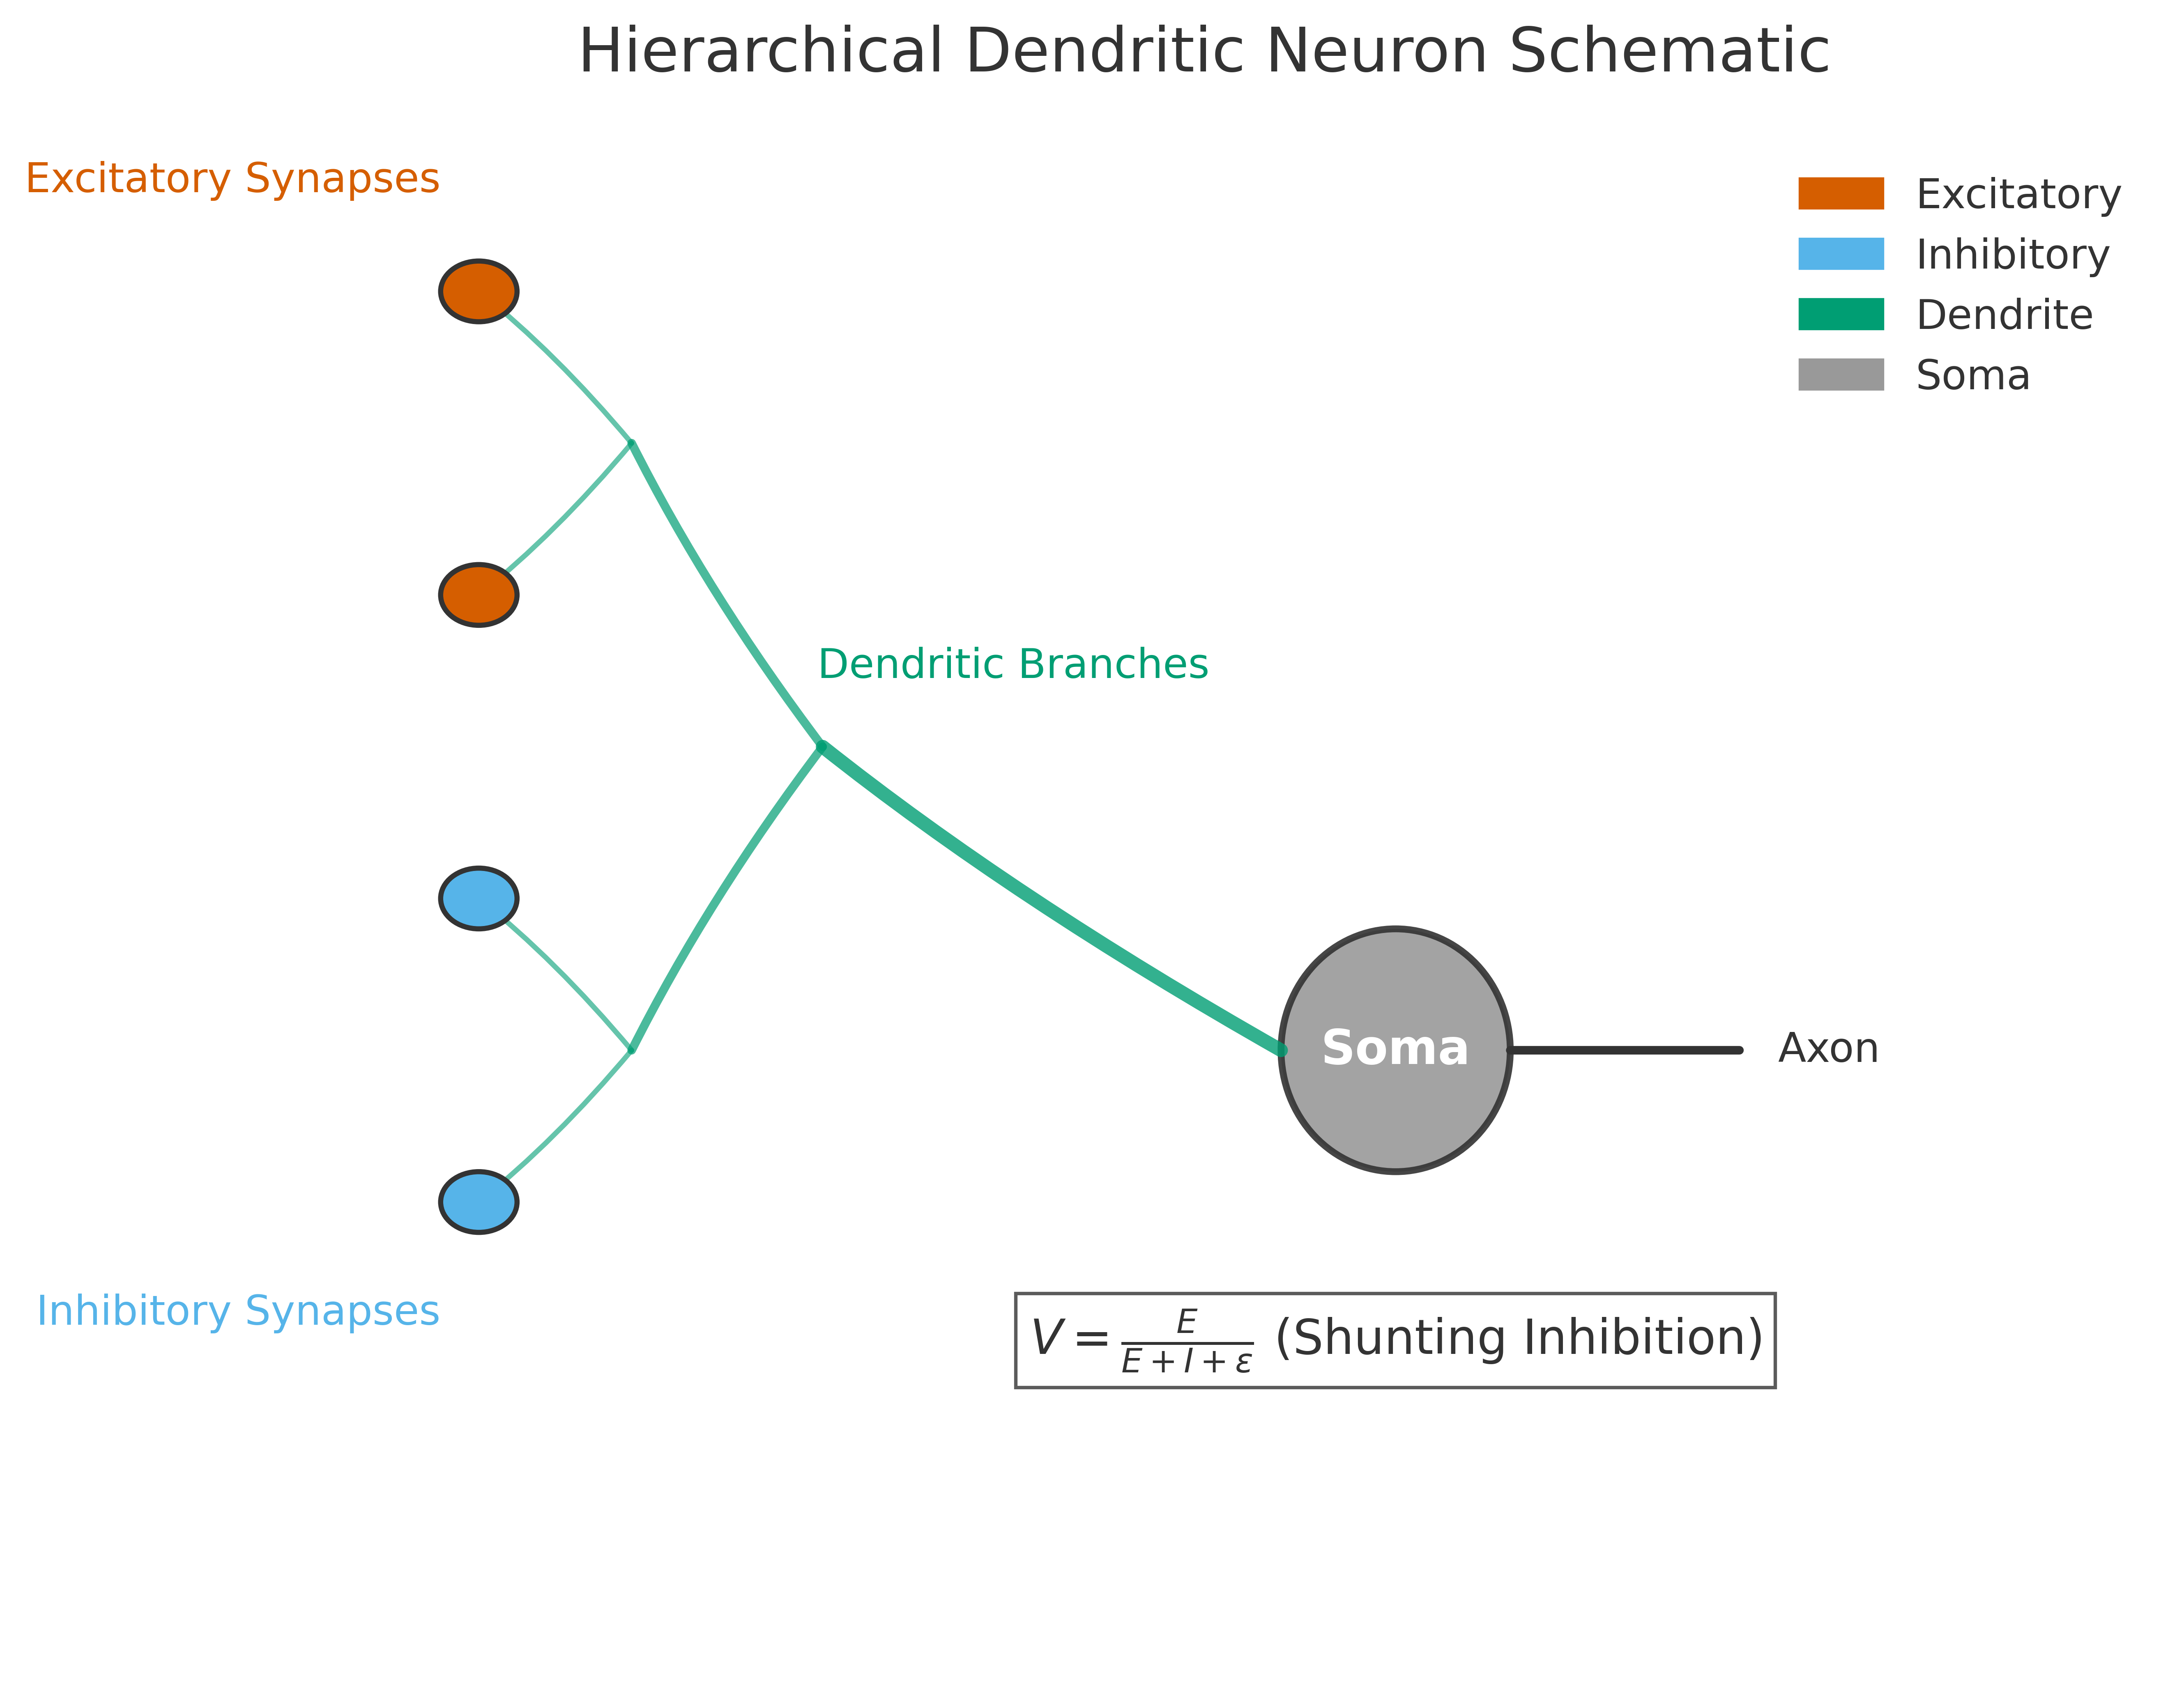 Hierarchical Dendritic Neuron Schematic
Excitatory Synapses
Excitatory
Inhibitory
Dendrite
Soma
Dendritic Branches
Soma
Axon
Inhibitory Synapses
V = E / (E + I + ε) (Shunting Inhibition)